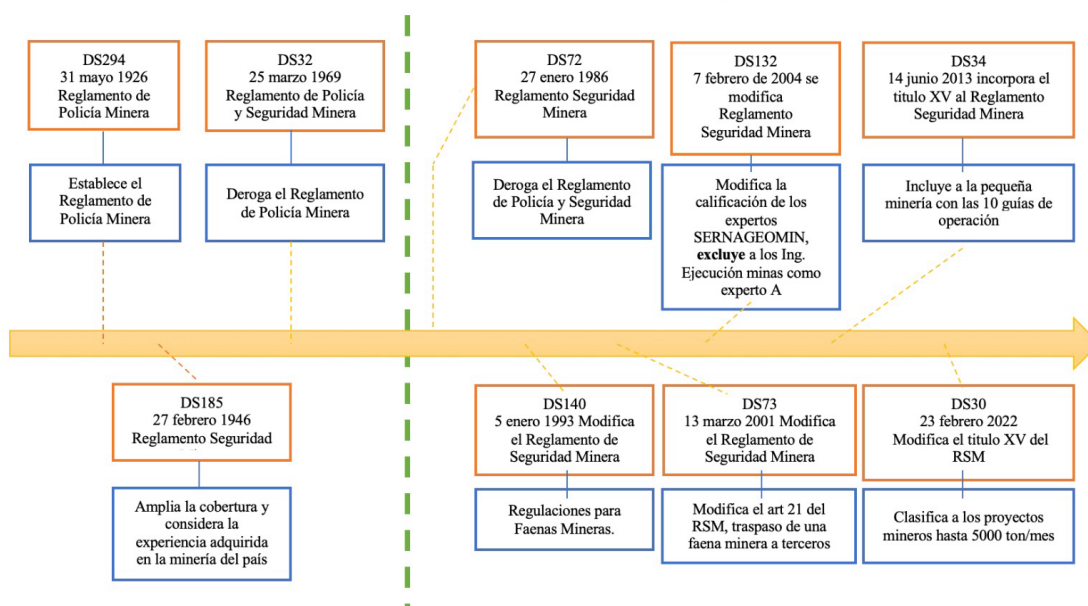 DS294
31 mayo 1926
Reglamento de
Policía Minera
Establece el
Reglamento de
Policía Minera
DS32
25 marzo 1969
Reglamento de Policía
y Seguridad Minera
Deroga el Reglamento
de Policía Minera
DS72
27 enero 1986
Reglamento Seguridad
Minera
Deroga el Reglamento
de Policía y Seguridad
Minera
DS132
7 febrero de 2004 se
modifica
Reglamento
Seguridad Minera
Modifica la
calificación de los
expertos
SERNAGEOMIN,
excluye a los Ing.
Ejecución minas como
experto A
DS34
14 junio 2013 incorpora el
titulo XV al Reglamento
Seguridad Minera
Incluye a la pequeña
minería con las 10 guías de
operación
DS185
27 febrero 1946
Reglamento Seguridad
Amplia la cobertura y
considera la
experiencia adquirida
en la minería del país
DS140
5 enero 1993 Modifica
el Reglamento de
Seguridad Minera
Regulaciones para
Faenas Mineras.
DS73
13 marzo 2001 Modifica
el Reglamento de
Seguridad Minera
Modifica el art 21 del
RSM, traspaso de una
faena minera a terceros
DS30
23 febrero 2022
Modifica el titulo XV del
RSM
Clasifica a los proyectos
mineros hasta 5000 ton/mes